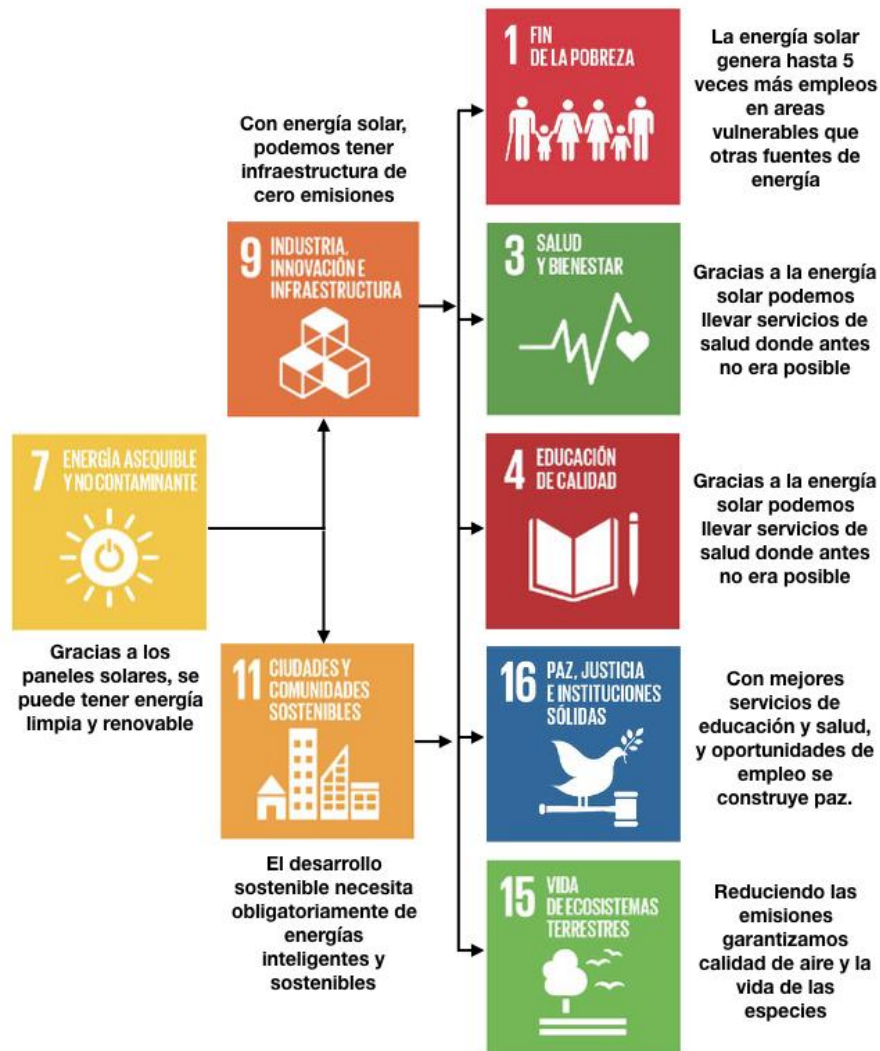 1 FIN
DE LA POBREZA
La energía solar
genera hasta 5
veces más empleos
en areas
vulnerables que
otras fuentes de
energía
Con energía solar,
podemos tener
infraestructura de
cero emisiones
9 INDUSTRIA,
INNOVACIÓN E
INFRAESTRUCTURA
3 SALUD
Y BIENESTAR
Gracias a la energía
solar podemos
llevar servicios de
salud donde antes
no era posible
7 ENERGÍA ASEQUIBLE
Y NO CONTAMINANTE
Gracias a los
paneles solares, se
puede tener energía
limpia y renovable
4 EDUCACIÓN
DE CALIDAD
Gracias a la energía
solar podemos
llevar servicios de
salud donde antes
no era posible
11 CIUDADES Y
COMUNIDADES
SOSTENIBLES
El desarrollo
sostenible necesita
obligatoriamente de
energías
inteligentes y
sostenibles
16 PAZ, JUSTICIA
E INSTITUCIONES
SÓLIDAS
Con mejores
servicios de
educación y salud,
y oportunidades de
empleo se
construye paz.
15 VIDA
DE ECOSISTEMAS
TERRESTRES
Reduciendo las
emisiones
garantizamos
calidad de aire y la
vida de las
especies